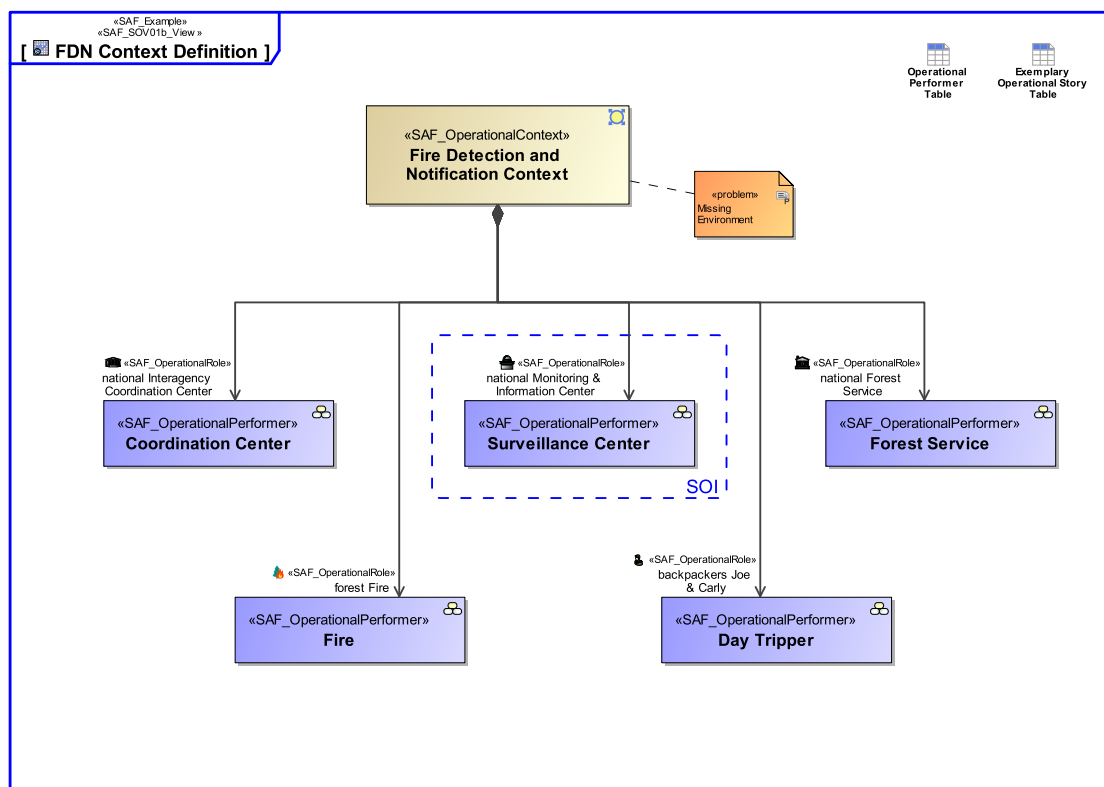 «SAF_Example»
«SAF_SOV01b_View »
[ FDN Context Definition ]
Operational
Performer
Table
Exemplary
Operational Story
Table
«SAF_OperationalContext»
Fire Detection and
Notification Context
«problem»
Missing
Environment
«SAF_OperationalRole»
national Interagency
Coordination Center
«SAF_OperationalPerformer»
Coordination Center
«SAF_OperationalRole»
national Monitoring &
Information Center
«SAF_OperationalPerformer»
Surveillance Center
SOI
«SAF_OperationalRole»
national Forest
Service
«SAF_OperationalPerformer»
Forest Service
«SAF_OperationalRole»
forest Fire
«SAF_OperationalPerformer»
Fire
«SAF_OperationalRole»
backpackers Joe
& Carly
«SAF_OperationalPerformer»
Day Tripper